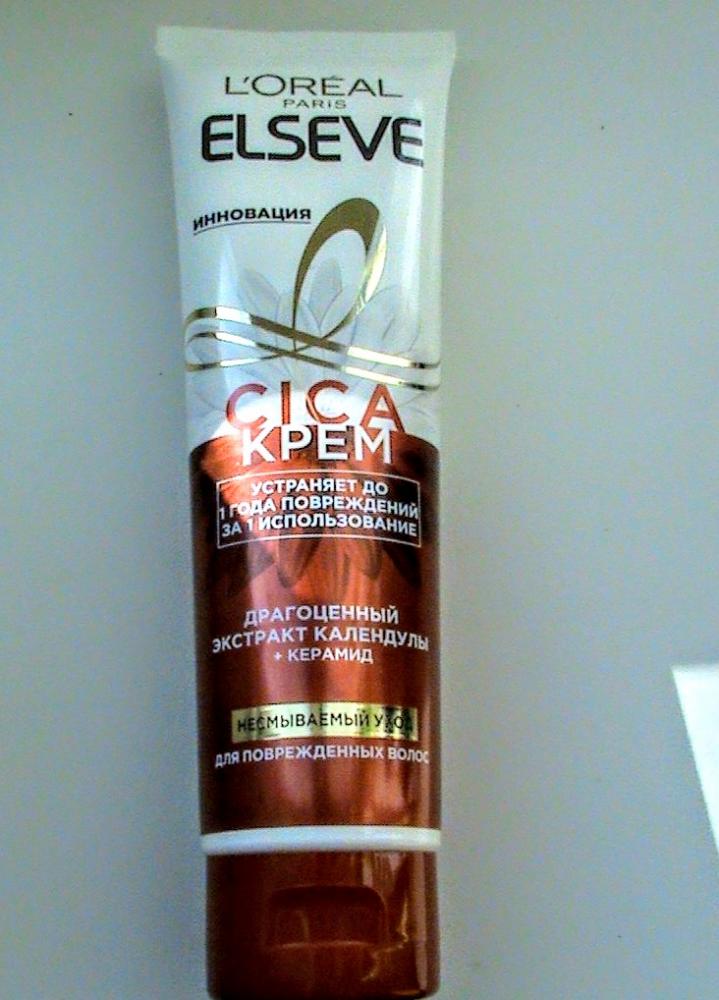 L'ORÉAL
PARIS
ELSEVE
ИННОВАЦИЯ
CICA
КРЕМ
УСТРАНЯЕТ ДО
1 ГОДА ПОВРЕЖДЕНИЙ
ЗА 1 ИСПОЛЬЗОВАНИЕ
ДРАГОЦЕННЫЙ
ЭКСТРАКТ КАЛЕНДУЛЫ
+ КЕРАМИД
НЕСМЫВАЕМЫЙ УХОД
ДЛЯ ПОВРЕЖДЕННЫХ ВОЛОС